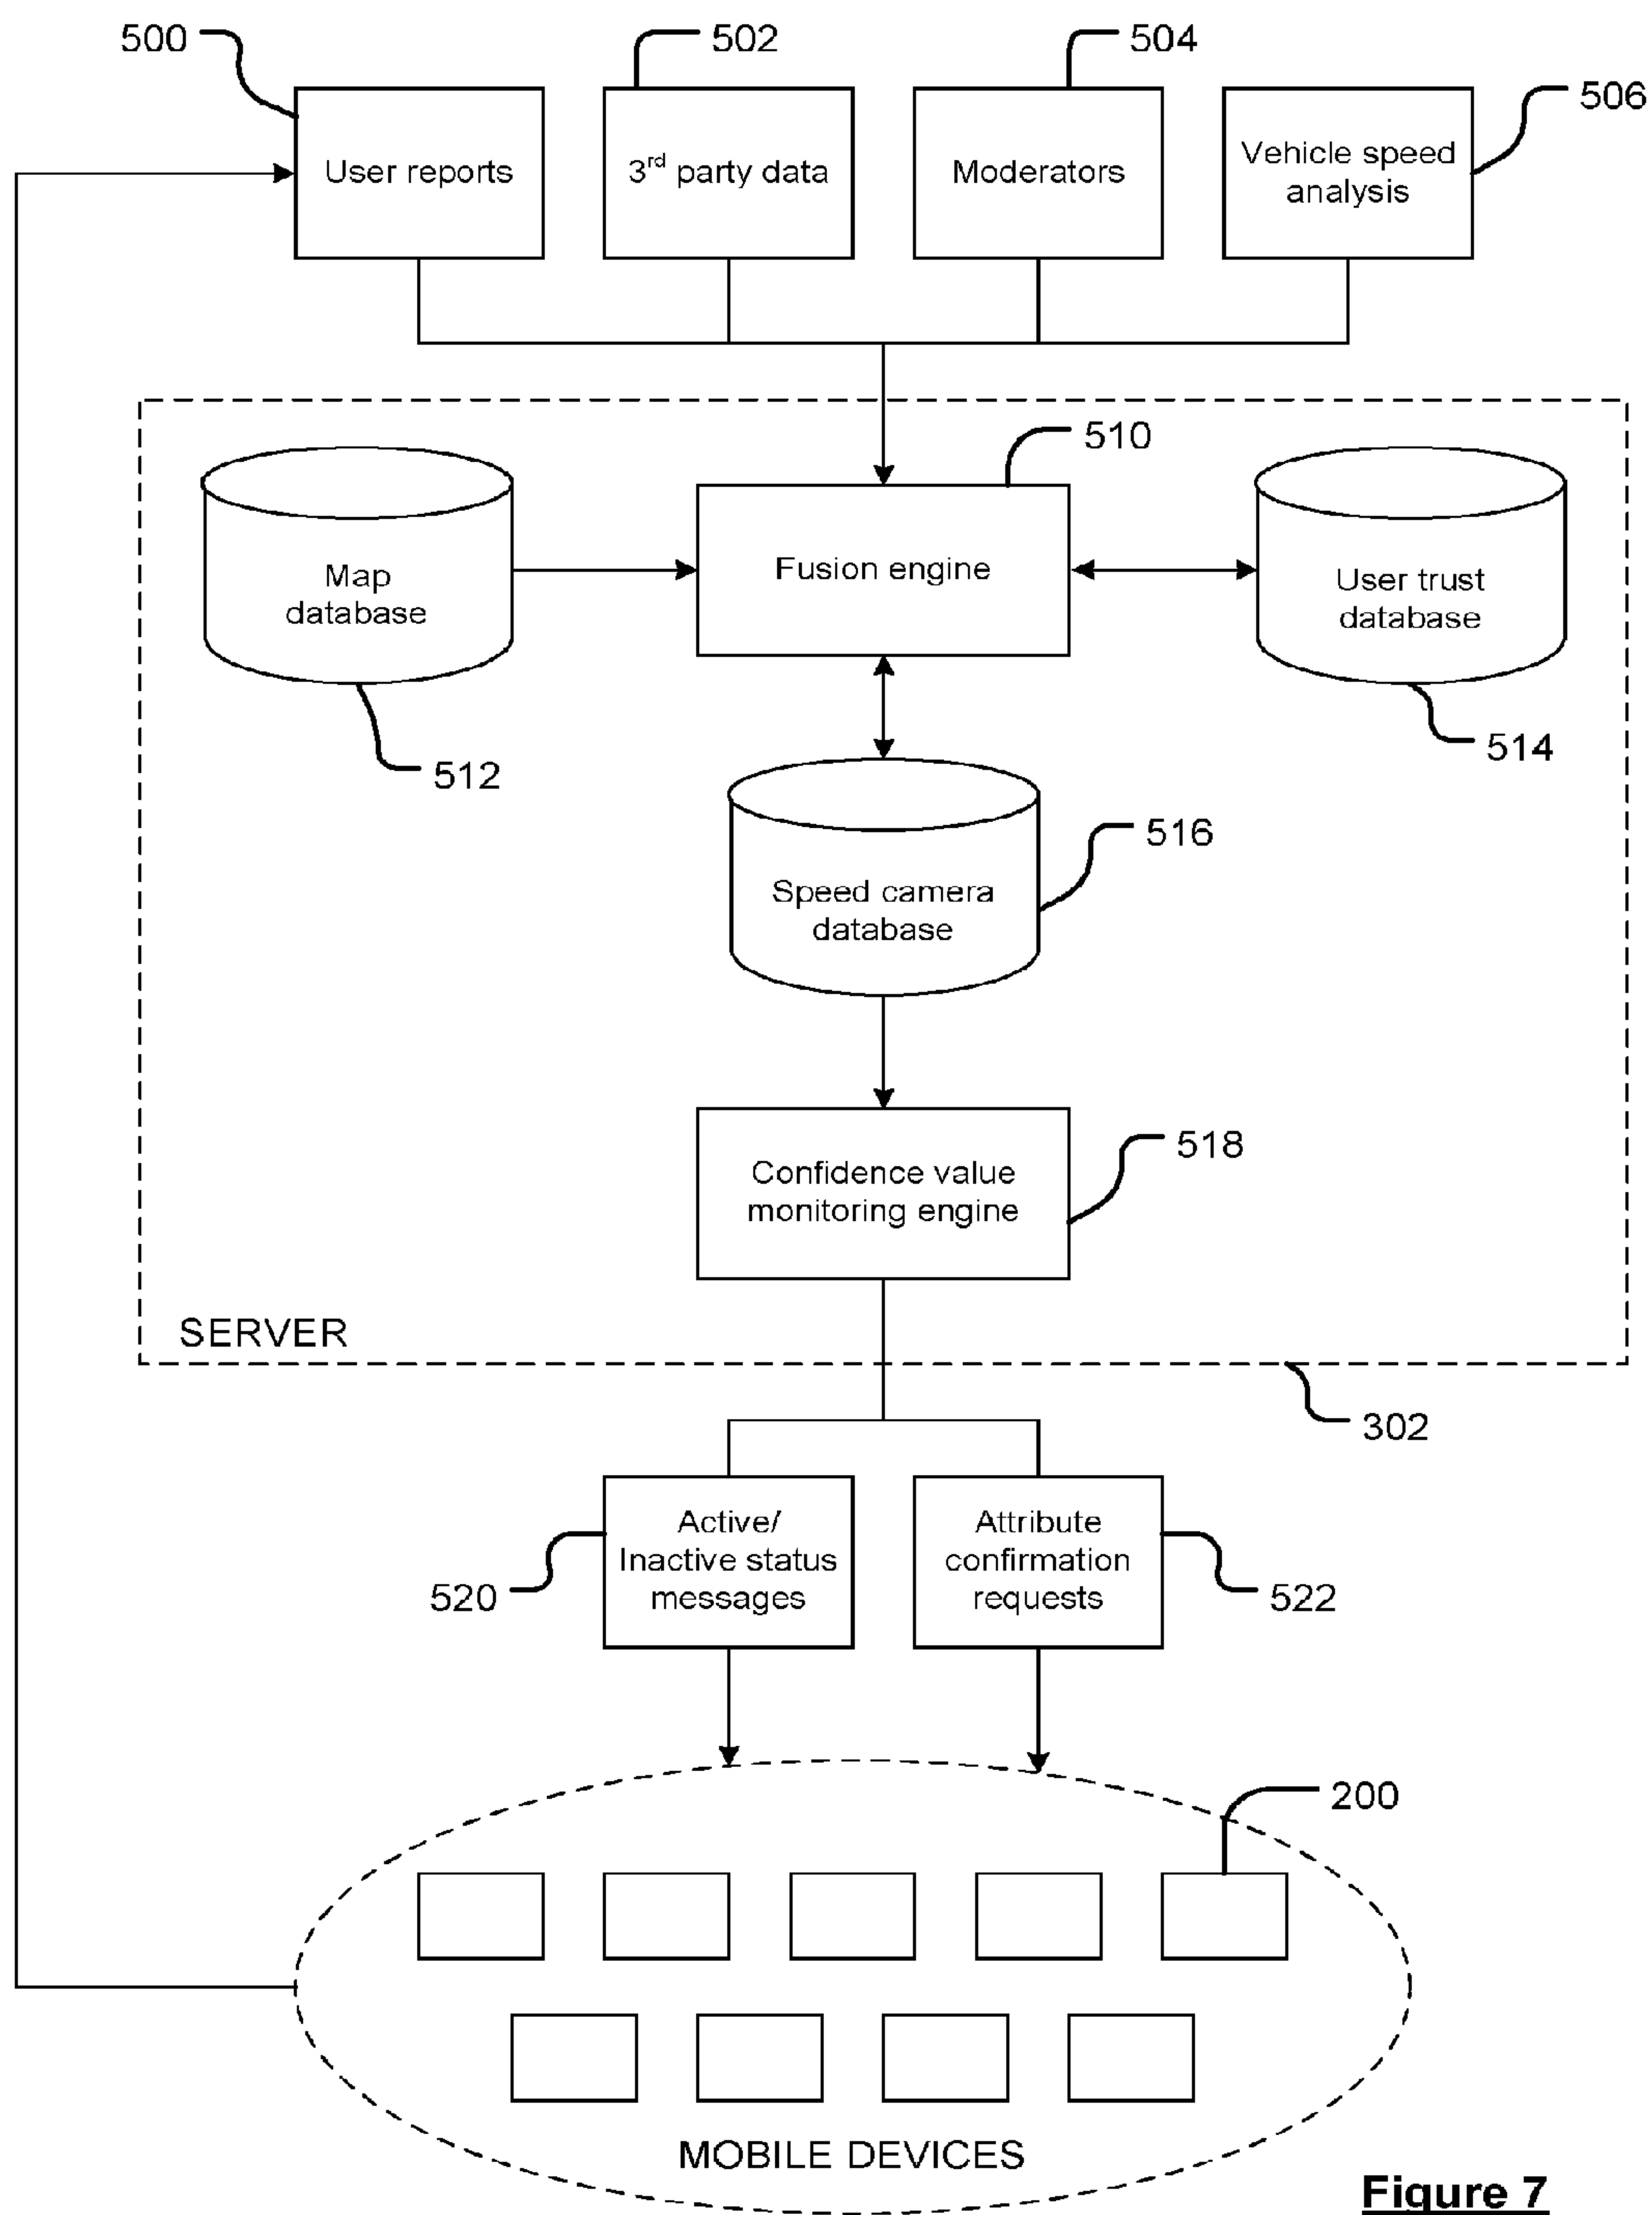 500
502
504
506
User reports
3rd party data
Moderators
Vehicle speed
analysis
510
Map
database
Fusion engine
User trust
database
512
514
516
Speed camera
database
518
Confidence value
monitoring engine
SERVER
302
Active/
Inactive status
messages
Attribute
confirmation
requests
520
522
200
MOBILE DEVICES
Figure 7